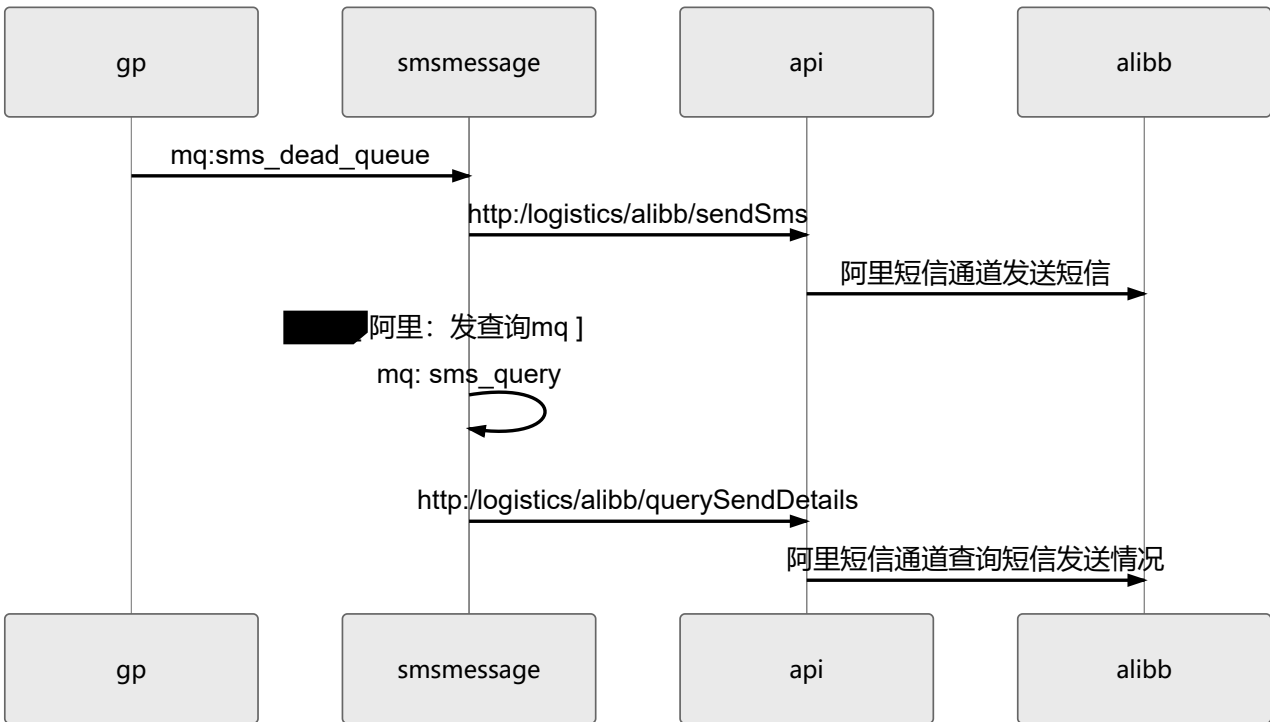 gp smsmessage api alibb
mq:sms_dead_queue
http:/logistics/alibb/sendSms
阿里短信通道发送短信
阿里：发查询mq ]
mq: sms_query
http:/logistics/alibb/querySendDetails
阿里短信通道查询短信发送情况
gp smsmessage api alibb